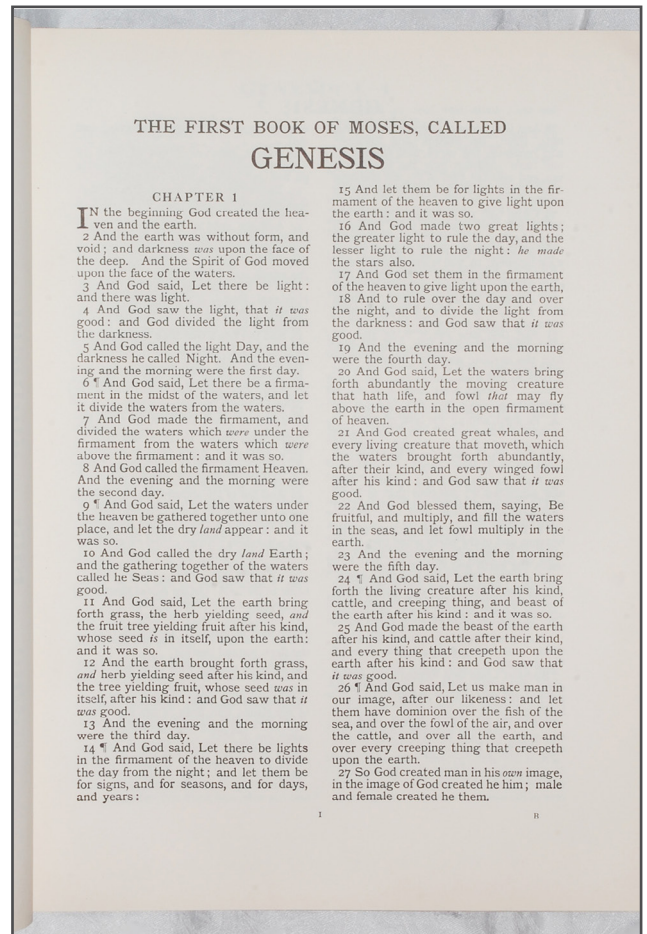 THE FIRST BOOK OF MOSES, CALLED
GENESIS
CHAPTER 1
IN the beginning God created the hea-
ven and the earth.
2 And the earth was without form, and
void; and darkness was upon the face of
the deep. And the Spirit of God moved
upon the face of the waters.
3 And God said, Let there be light:
and there was light.
4 And God saw the light, that it was
good: and God divided the light from
the darkness.
5 And God called the light Day, and the
darkness he called Night. And the even-
ing and the morning were the first day.
6 ¶ And God said, Let there be a firma-
ment in the midst of the waters, and let
it divide the waters from the waters.
7 And God made the firmament, and
divided the waters which were under the
firmament from the waters which were
above the firmament: and it was so.
8 And God called the firmament Heaven.
And the evening and the morning were
the second day.
9 ¶ And God said, Let the waters under
the heaven be gathered together unto one
place, and let the dry land appear: and it
was so.
10 And God called the dry land Earth;
and the gathering together of the waters
called he Seas: and God saw that it was
good.
11 And God said, Let the earth bring
forth grass, the herb yielding seed, and
the fruit tree yielding fruit after his kind,
whose seed is in itself, upon the earth:
and it was so.
12 And the earth brought forth grass,
and herb yielding seed after his kind, and
the tree yielding fruit, whose seed was in
itself, after his kind: and God saw that it
was good.
13 And the evening and the morning
were the third day.
14 ¶ And God said, Let there be lights
in the firmament of the heaven to divide
the day from the night; and let them be
for signs, and for seasons, and for days,
and years:
15 And let them be for lights in the fir-
mament of the heaven to give light upon
the earth: and it was so.
16 And God made two great lights;
the greater light to rule the day, and the
lesser light to rule the night: he made
the stars also.
17 And God set them in the firmament
of the heaven to give light upon the earth,
18 And to rule over the day and over
the night, and to divide the light from
the darkness: and God saw that it was
good.
19 And the evening and the morning
were the fourth day.
20 And God said, Let the waters bring
forth abundantly the moving creature
that hath life, and fowl that may fly
above the earth in the open firmament
of heaven.
21 And God created great whales, and
every living creature that moveth, which
the waters brought forth abundantly,
after their kind, and every winged fowl
after his kind: and God saw that it was
good.
22 And God blessed them, saying, Be
fruitful, and multiply, and fill the waters
in the seas, and let fowl multiply in the
earth.
23 And the evening and the morning
were the fifth day.
24 ¶ And God said, Let the earth bring
forth the living creature after his kind,
cattle, and creeping thing, and beast of
the earth after his kind: and it was so.
25 And God made the beast of the earth
after his kind, and cattle after their kind,
and every thing that creepeth upon the
earth after his kind: and God saw that
it was good.
26 ¶ And God said, Let us make man in
our image, after our likeness: and let
them have dominion over the fish of the
sea, and over the fowl of the air, and over
the cattle, and over all the earth, and
over every creeping thing that creepeth
upon the earth.
27 So God created man in his own image,
in the image of God created he him; male
and female created he them.
1
B